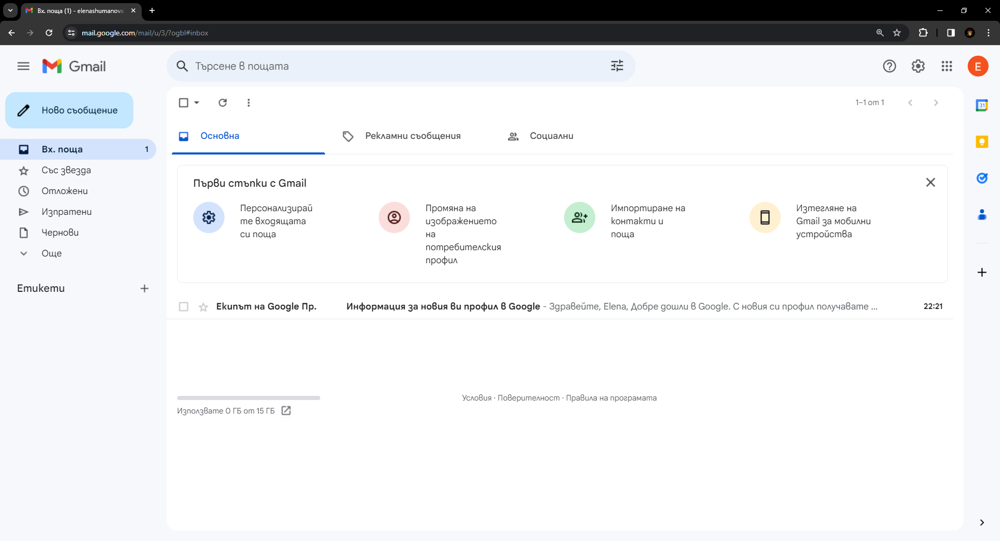 Вх. поща (1) - elenashumanova
mail.google.com/mail/u/3/?ogbl#inbox
Gmail
Търсене в пощата
E
Ново съобщение
1–1 от 1
31
Основна
Рекламни съобщения
Социални
Вх. поща 1
Със звезда
Отложени
Изпратени
Чернови
Още
Етикети
Първи стъпки с Gmail
Персонализирай
те входящата
си поща
Промяна на
изображението
на
потребителския
профил
Импортиране на
контакти и
поща
Изтегляне на
Gmail за мобилни
устройства
Екипът на Google Пр. Информация за новия ви профил в Google - Здравейте, Elena, Добре дошли в Google. С новия си профил получавате ... 22:21
Условия · Поверителност · Правила на програмата
Използвате 0 ГБ от 15 ГБ